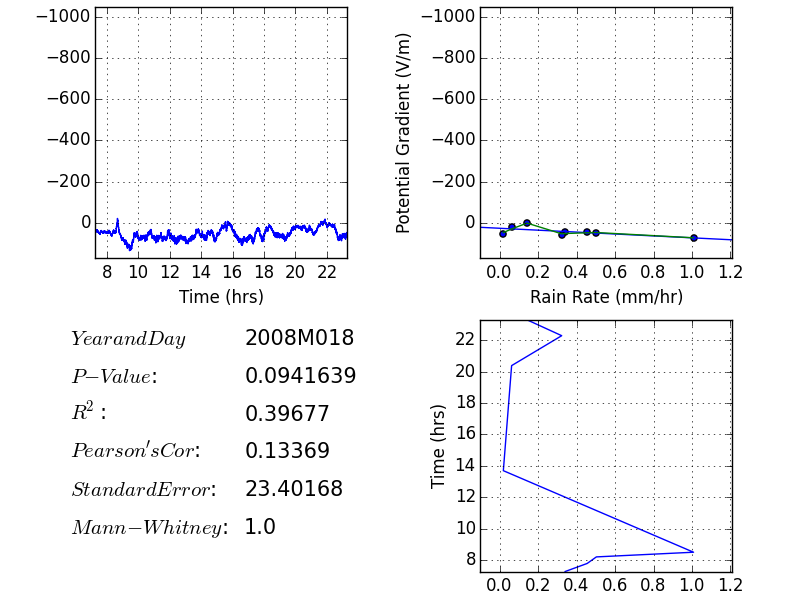 −1000
−800
−600
−400
−200
0
8 10 12 14 16 18 20 22
Time (hrs)
Potential Gradient (V/m)
−1000
−800
−600
−400
−200
0
0.0 0.2 0.4 0.6 0.8 1.0 1.2
Rain Rate (mm/hr)
YearandDay 2008M018
P−Value: 0.0941639
R²: 0.39677
Pearson'sCor: 0.13369
StandardError: 23.40168
Mann−Whitney: 1.0
Time (hrs)
22
20
18
16
14
12
10
8
0.0 0.2 0.4 0.6 0.8 1.0 1.2